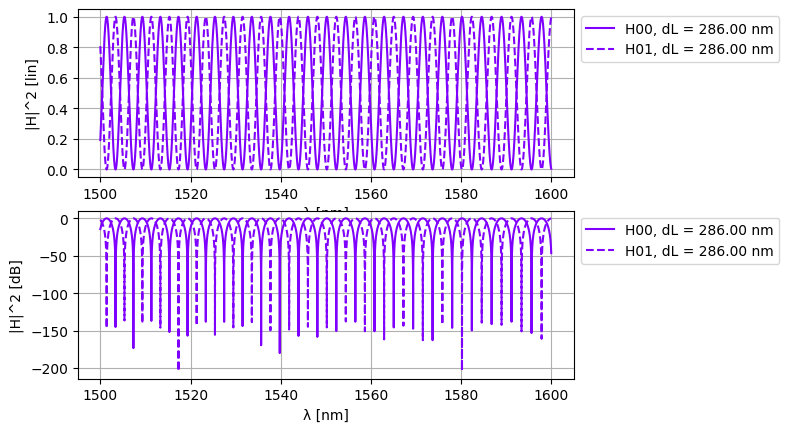 1.0
0.8
0.6
0.4
0.2
0.0
|H|^2 [lin]
1500 1520 1540 1560 1580 1600
λ [nm]
H00, dL = 286.00 nm
H01, dL = 286.00 nm
0
−50
−100
−150
−200
|H|^2 [dB]
1500 1520 1540 1560 1580 1600
λ [nm]
H00, dL = 286.00 nm
H01, dL = 286.00 nm